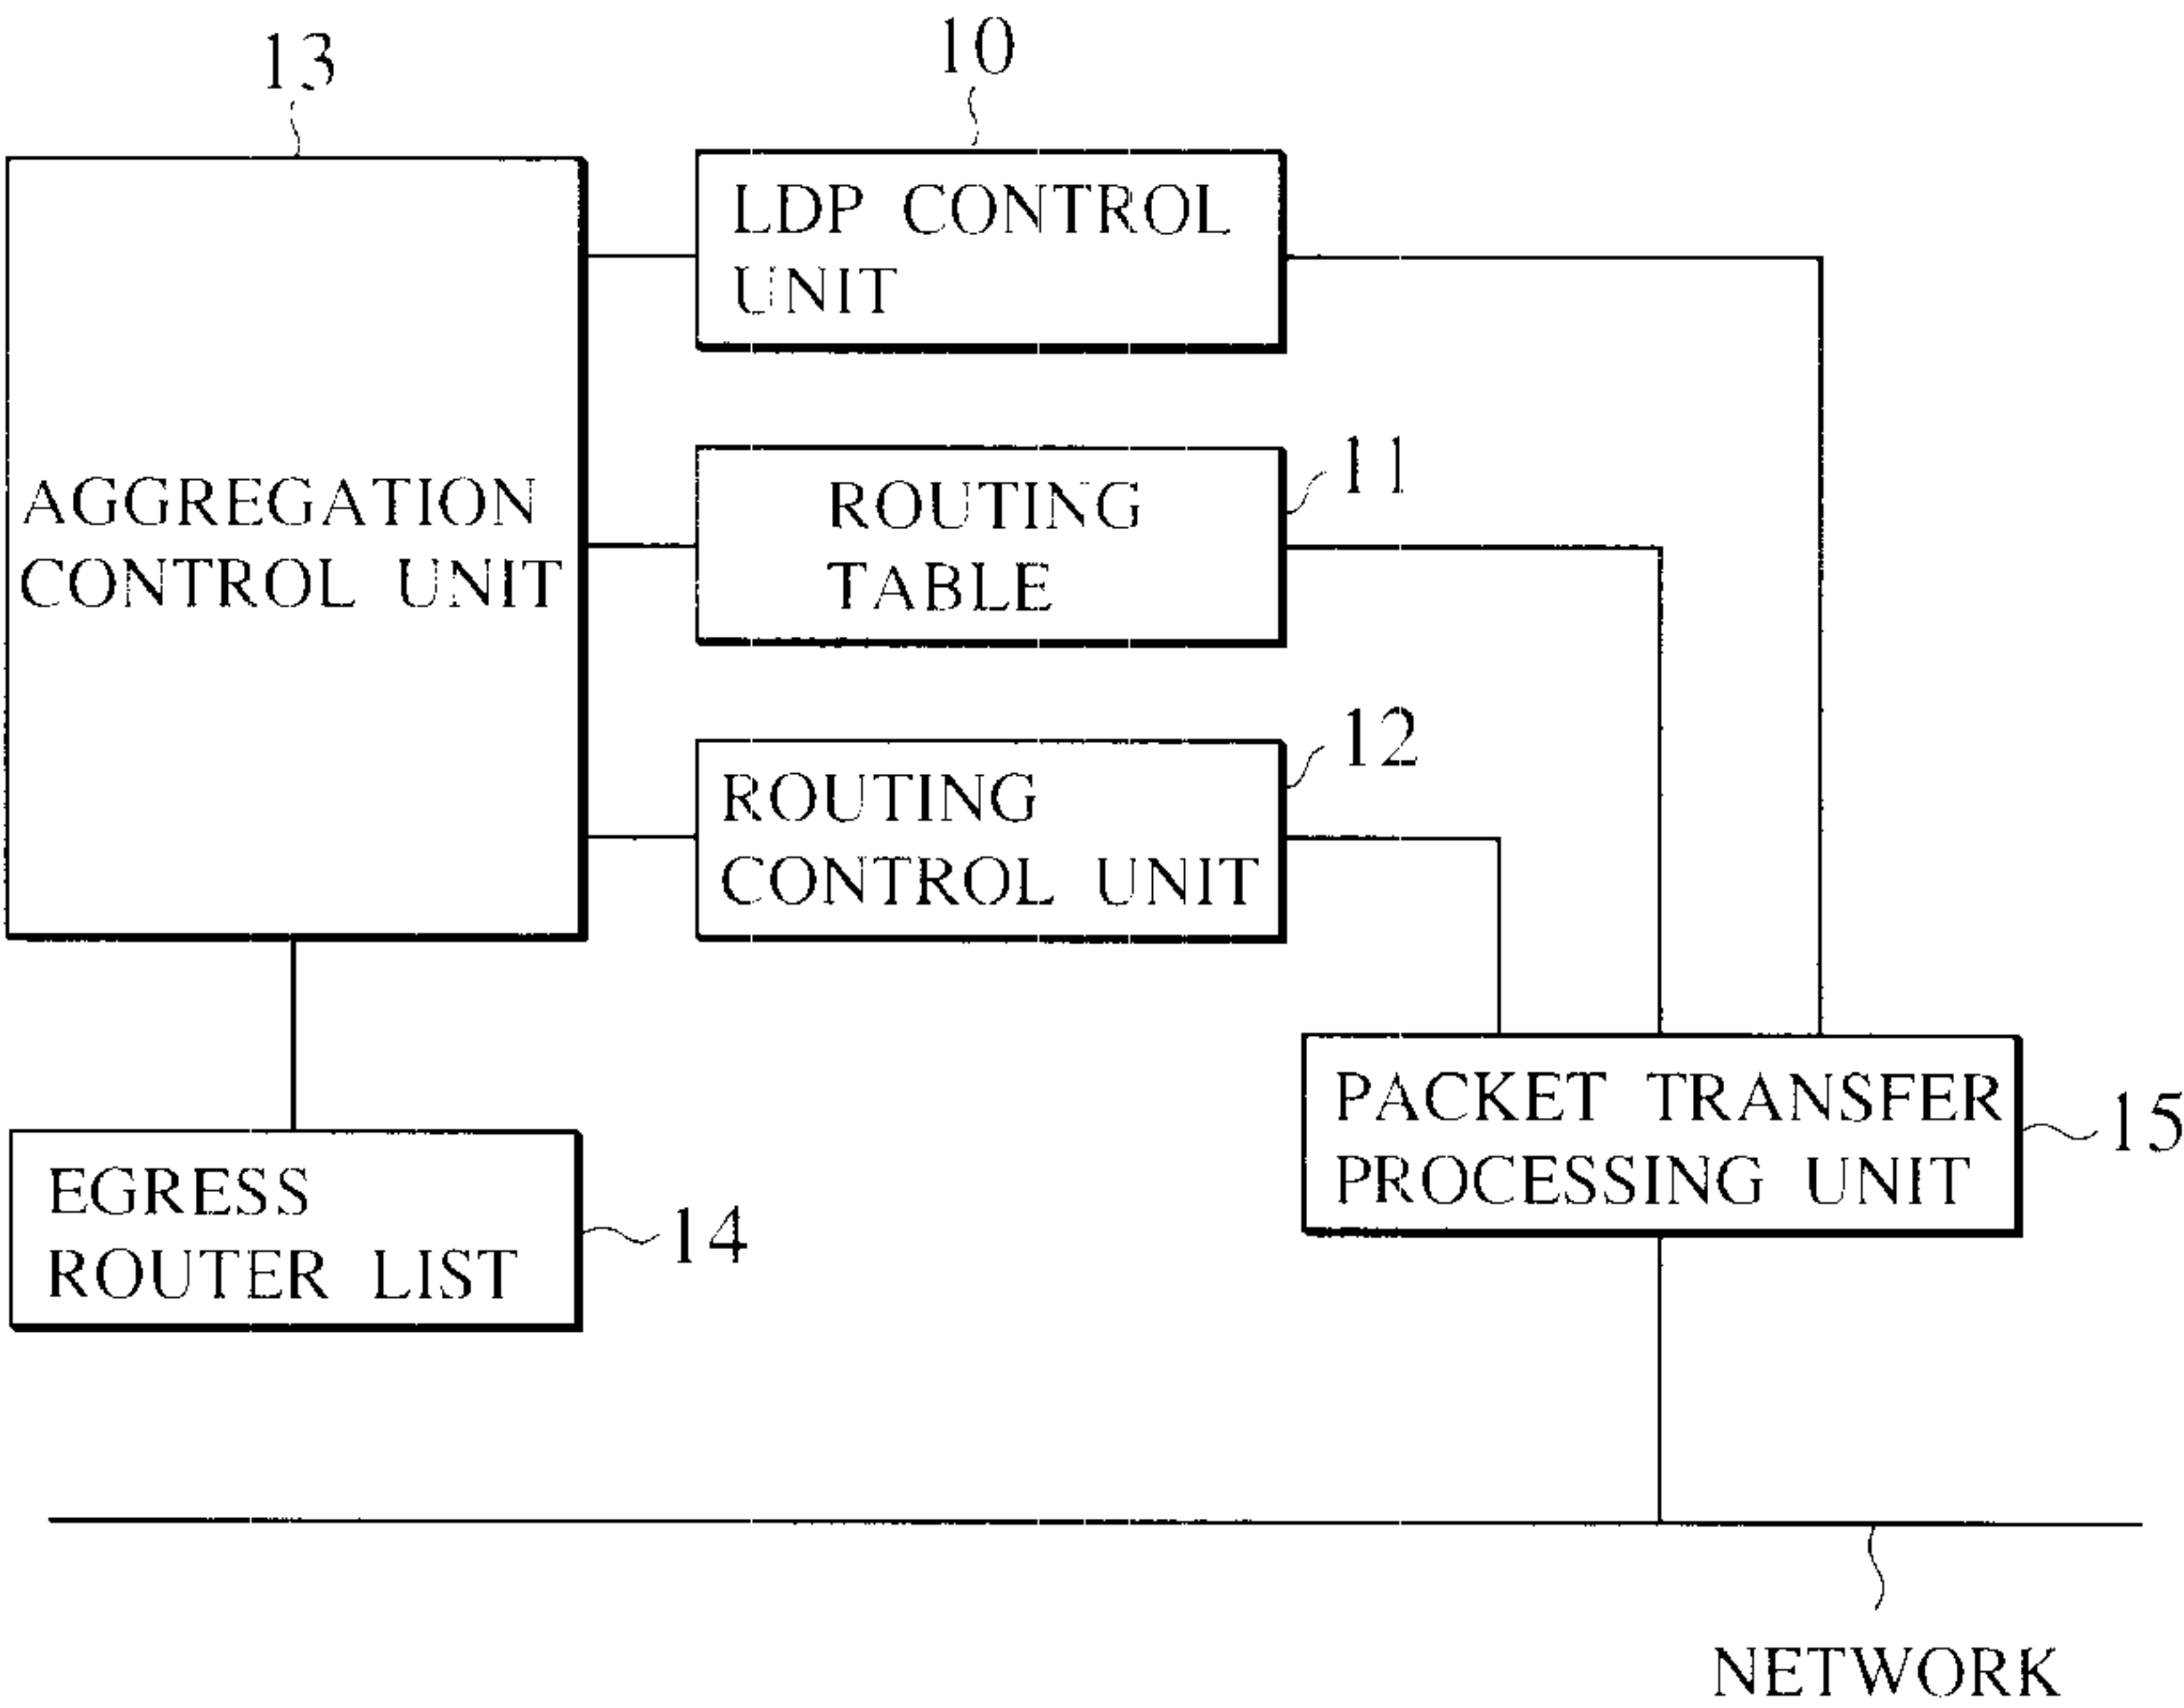 13
10
LDP CONTROL
UNIT
AGGREGATION
CONTROL UNIT
ROUTING
TABLE
11
ROUTING
CONTROL UNIT
12
PACKET TRANSFER
PROCESSING UNIT
15
EGRESS
ROUTER LIST
14
NETWORK